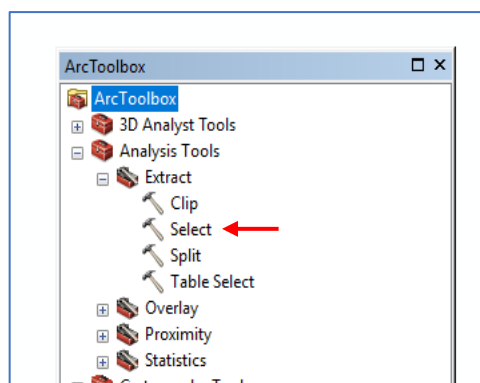 ArcToolbox
ArcToolbox
3D Analyst Tools
Analysis Tools
Extract
Clip
Select
Split
Table Select
Overlay
Proximity
Statistics